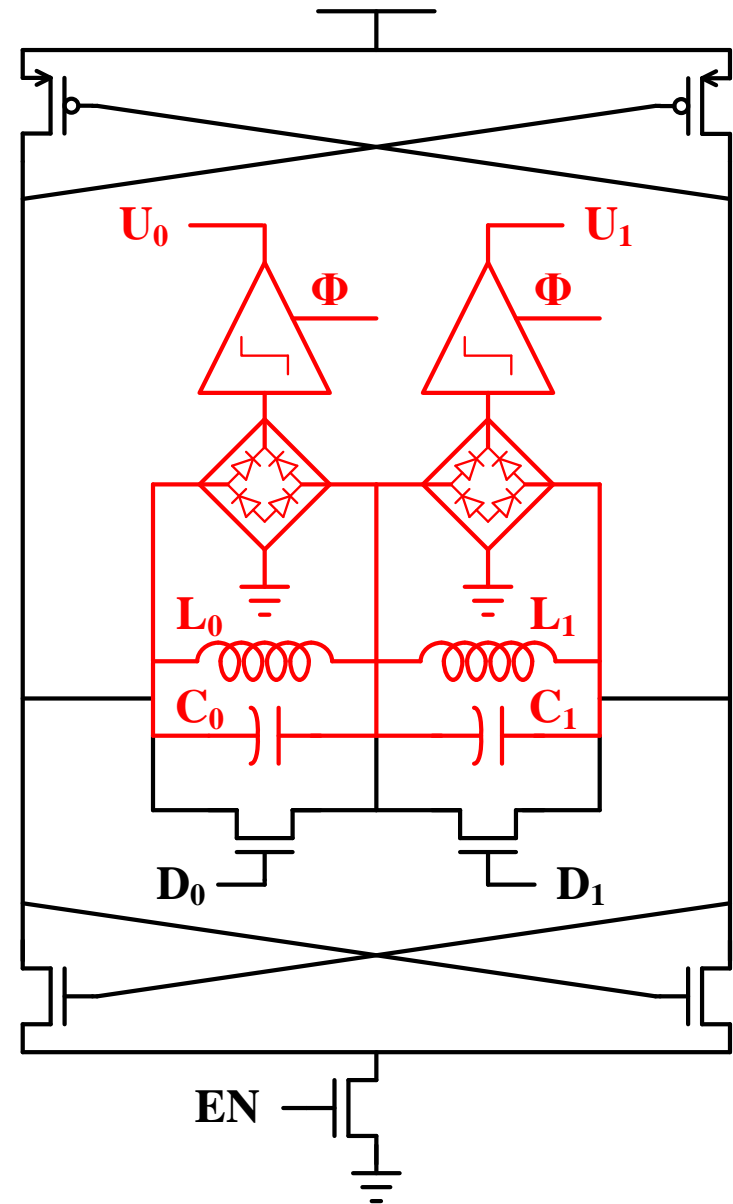 U₀ U₁
Φ Φ
L₀ L₁
C₀ C₁
D₀ D₁
EN